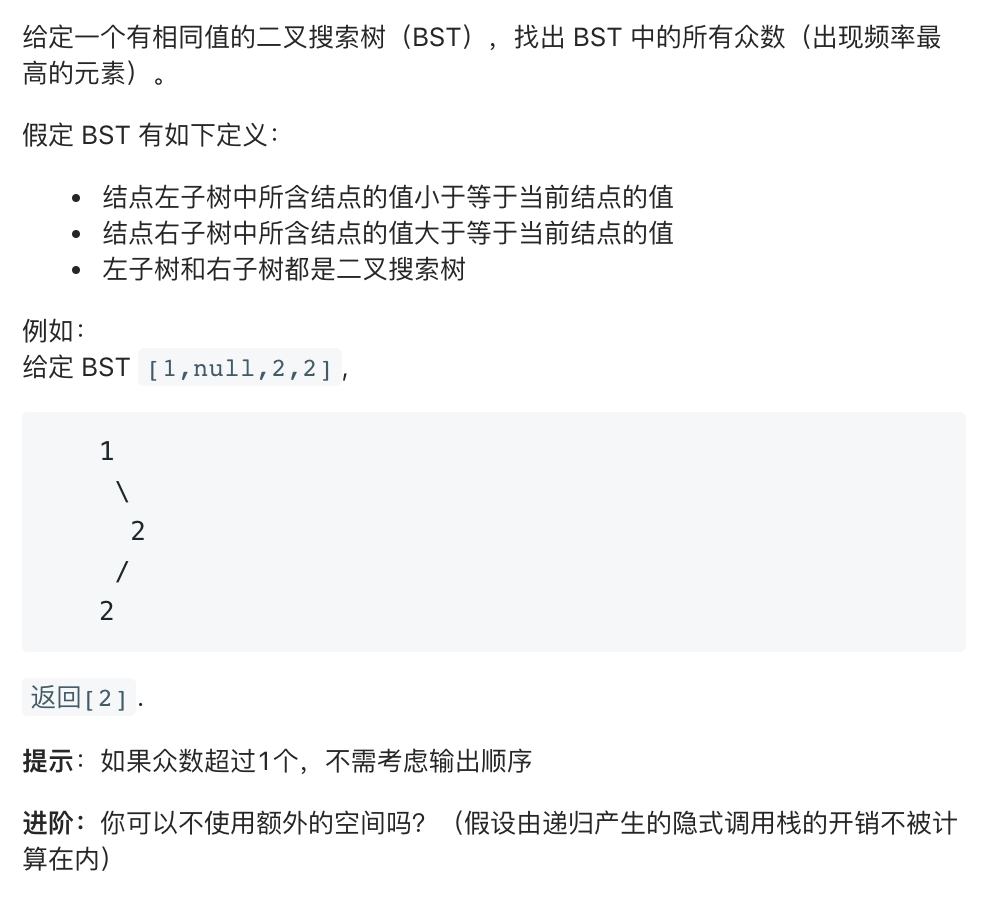 给定一个有相同值的二叉搜索树（BST），找出 BST 中的所有众数（出现频率最
高的元素）。
假定 BST 有如下定义：
• 结点左子树中所含结点的值小于等于当前结点的值
• 结点右子树中所含结点的值大于等于当前结点的值
• 左子树和右子树都是二叉搜索树
例如：
给定 BST [1,null,2,2],
1
\
2
/
2
返回[2].
提示：如果众数超过1个，不需考虑输出顺序
进阶：你可以不使用额外的空间吗？（假设由递归产生的隐式调用栈的开销不被计
算在内）